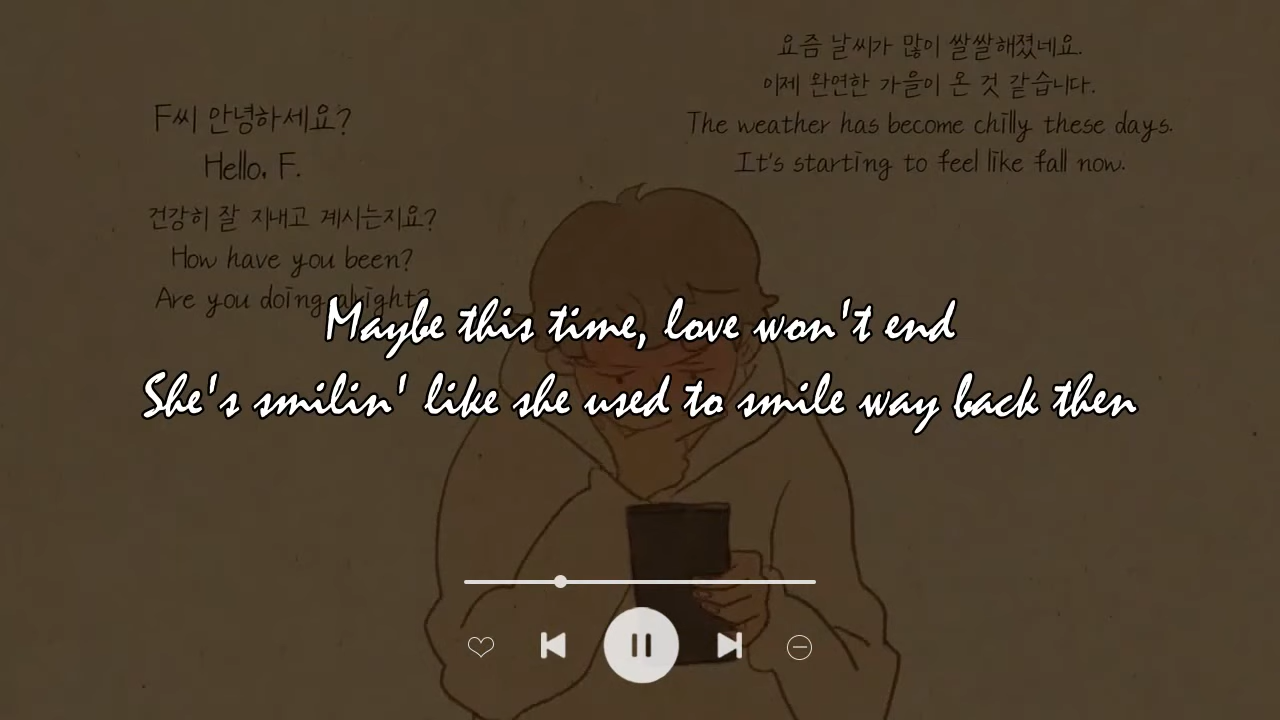 F씨 안녕하세요?
Hello, F.
건강히 잘 지내고 계시는지요?
How have you been?
Are you doing alright?
요즘 날씨가 많이 쌀쌀해졌네요.
이제 완연한 가을이 온 것 같습니다.
The weather has become chilly these days.
It's starting to feel like fall now.
Maybe this time, love won't end
She's smilin' like she used to smile way back then